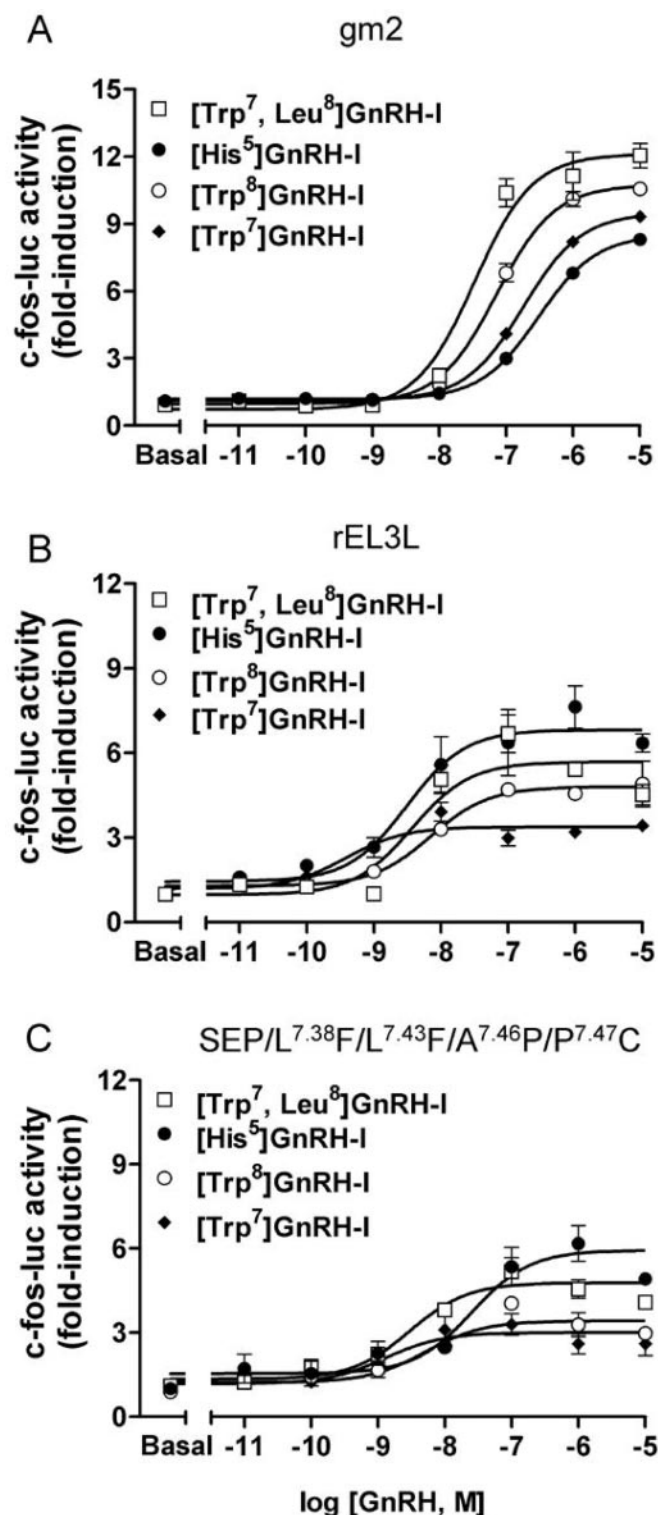 A
gm2
c-fos-luc activity
(fold-induction)
15
12
9
6
3
0
[Trp⁷, Leu⁸]GnRH-I
[His⁵]GnRH-I
[Trp⁸]GnRH-I
[Trp⁷]GnRH-I
Basal -11 -10 -9 -8 -7 -6 -5
B
rEL3L
c-fos-luc activity
(fold-induction)
12
9
6
3
0
[Trp⁷, Leu⁸]GnRH-I
[His⁵]GnRH-I
[Trp⁸]GnRH-I
[Trp⁷]GnRH-I
Basal -11 -10 -9 -8 -7 -6 -5
C
SEP/L⁷·³⁸F/L⁷·⁴³F/A⁷·⁴⁶P/P⁷·⁴⁷C
c-fos-luc activity
(fold-induction)
12
9
6
3
0
[Trp⁷, Leu⁸]GnRH-I
[His⁵]GnRH-I
[Trp⁸]GnRH-I
[Trp⁷]GnRH-I
Basal -11 -10 -9 -8 -7 -6 -5
log [GnRH, M]